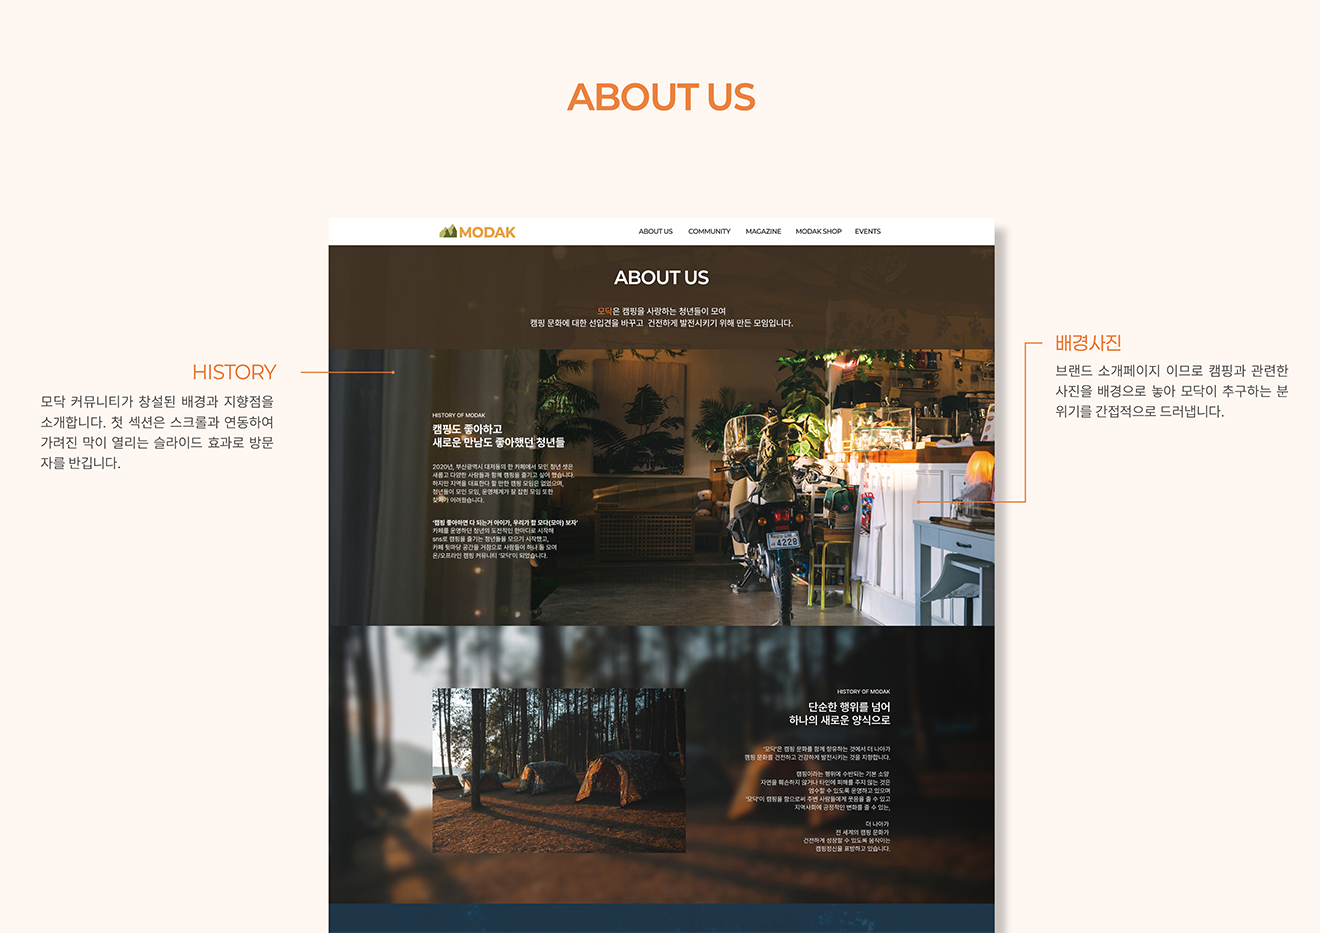 ABOUT US
MODAK
ABOUT US COMMUNITY MAGAZINE MODAK SHOP EVENTS
ABOUT US
모닥은 캠핑을 사랑하는 청년들이 모여
캠핑 문화에 대한 선입견을 바꾸고 건전하게 발전시키기 위해 만든 모임입니다.
HISTORY
모닥 커뮤니티가 창설된 배경과 지향점을
소개합니다. 첫 섹션은 스크롤과 연동하여
가려진 막이 열리는 슬라이드 효과로 방문
자를 반깁니다.
배경사진
브랜드 소개페이지 이므로 캠핑과 관련한
사진을 배경으로 놓아 모닥이 추구하는 분
위기를 간접적으로 드러냅니다.
HISTORY OF MODAK
캠핑도 좋아하고
새로운 만남도 좋아했던 청년들
2020년, 부산광역시 대저동의 한 카페에서 모인 청년 셋은
새롭고 다양한 사람들과 함께 캠핑을 즐기고 싶어 했습니다.
하지만 지역을 대표한다 할 만한 캠핑 모임은 없었으며,
청년들이 모인 모임, 운영체계가 잘 잡힌 모임 또한
찾기가 어려웠습니다.
'캠핑 좋아하면 다 되는거 아이가, 우리가 함 모다(모아) 보자'
카페를 운영하던 청년의 도전적인 한마디로 시작해
sns로 캠핑을 즐기는 청년들을 모으기 시작했고,
카페 뒷마당 공간을 거점으로 사람들이 하나 둘 모여
온/오프라인 캠핑 커뮤니티 '모닥'이 되었습니다.
4228
HISTORY OF MODAK
단순한 행위를 넘어
하나의 새로운 양식으로
'모닥'은 캠핑 문화를 함께 향유하는 것에서 더 나아가
캠핑 문화를 건전하고 건강하게 발전시키는 것을 지향합니다.
캠핑이라는 행위에 수반되는 기본 소양
자연을 훼손하지 않거나 타인에 피해를 주지 않는 것은
엄수할 수 있도록 운영하고 있으며
'모닥'이 캠핑을 함으로써 주변 사람들에게 웃음을 줄 수 있고
지역사회에 긍정적인 변화를 줄 수 있는,
더 나아가
전 세계의 캠핑 문화가
건전하게 성장할 수 있도록 움직이는
캠핑정신을 표방하고 있습니다.